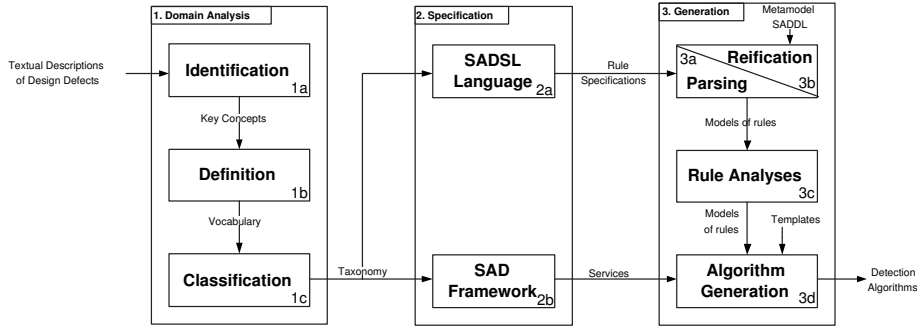 1. Domain Analysis
2. Specification
3. Generation
Metamodel
SADDL
Textual Descriptions
of Design Defects
Identification
1a
SADSL
Language
2a
Rule
Specifications
3a
Reification
Parsing
3b
Key Concepts
Models of rules
Definition
1b
Rule Analyses
3c
Vocabulary
Models
of rules
Templates
Classification
1c
Taxonomy
SAD
Framework
2b
Services
Algorithm
Generation
3d
Detection
Algorithms